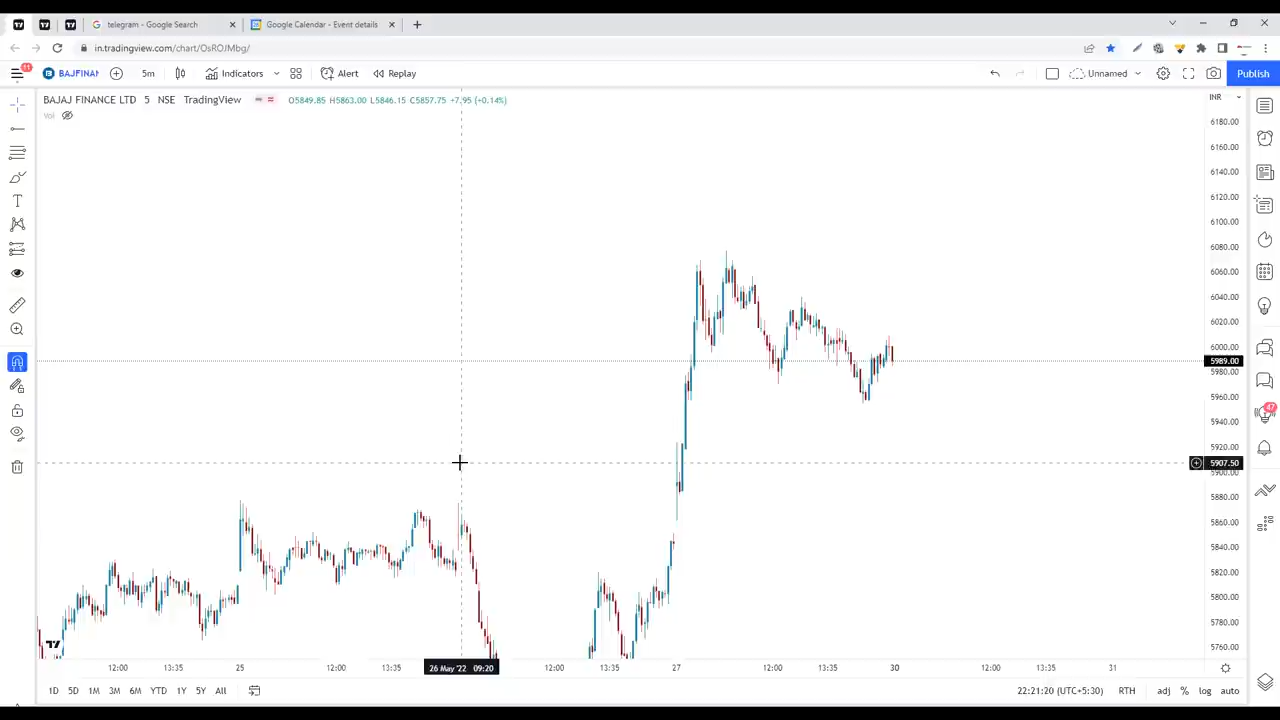 telegram - Google Search
Google Calendar - Event details
in.tradingview.com/chart/OsROJMbg/
11
BAJFINAN
5m
Indicators
Alert
Replay
Unnamed
Publish
BAJAJ FINANCE LTD 5 NSE TradingView
O5849.85 H5863.00 L5846.15 C5857.75 +7.95 (+0.14%)
INR
Vol
6180.00
6160.00
6140.00
6120.00
6100.00
6080.00
6060.00
6040.00
6020.00
6000.00
5989.00
5980.00
5960.00
5940.00
5920.00
5907.50
5900.00
5880.00
5860.00
5840.00
5820.00
5800.00
5780.00
5760.00
47
12:00 13:35 25 12:00 13:35 26 May '22 09:20 12:00 13:35 27 12:00 13:35 30 12:00 13:35 31
1D 5D 1M 3M 6M YTD 1Y 5Y All
22:21:20 (UTC+5:30) RTH adj % log auto